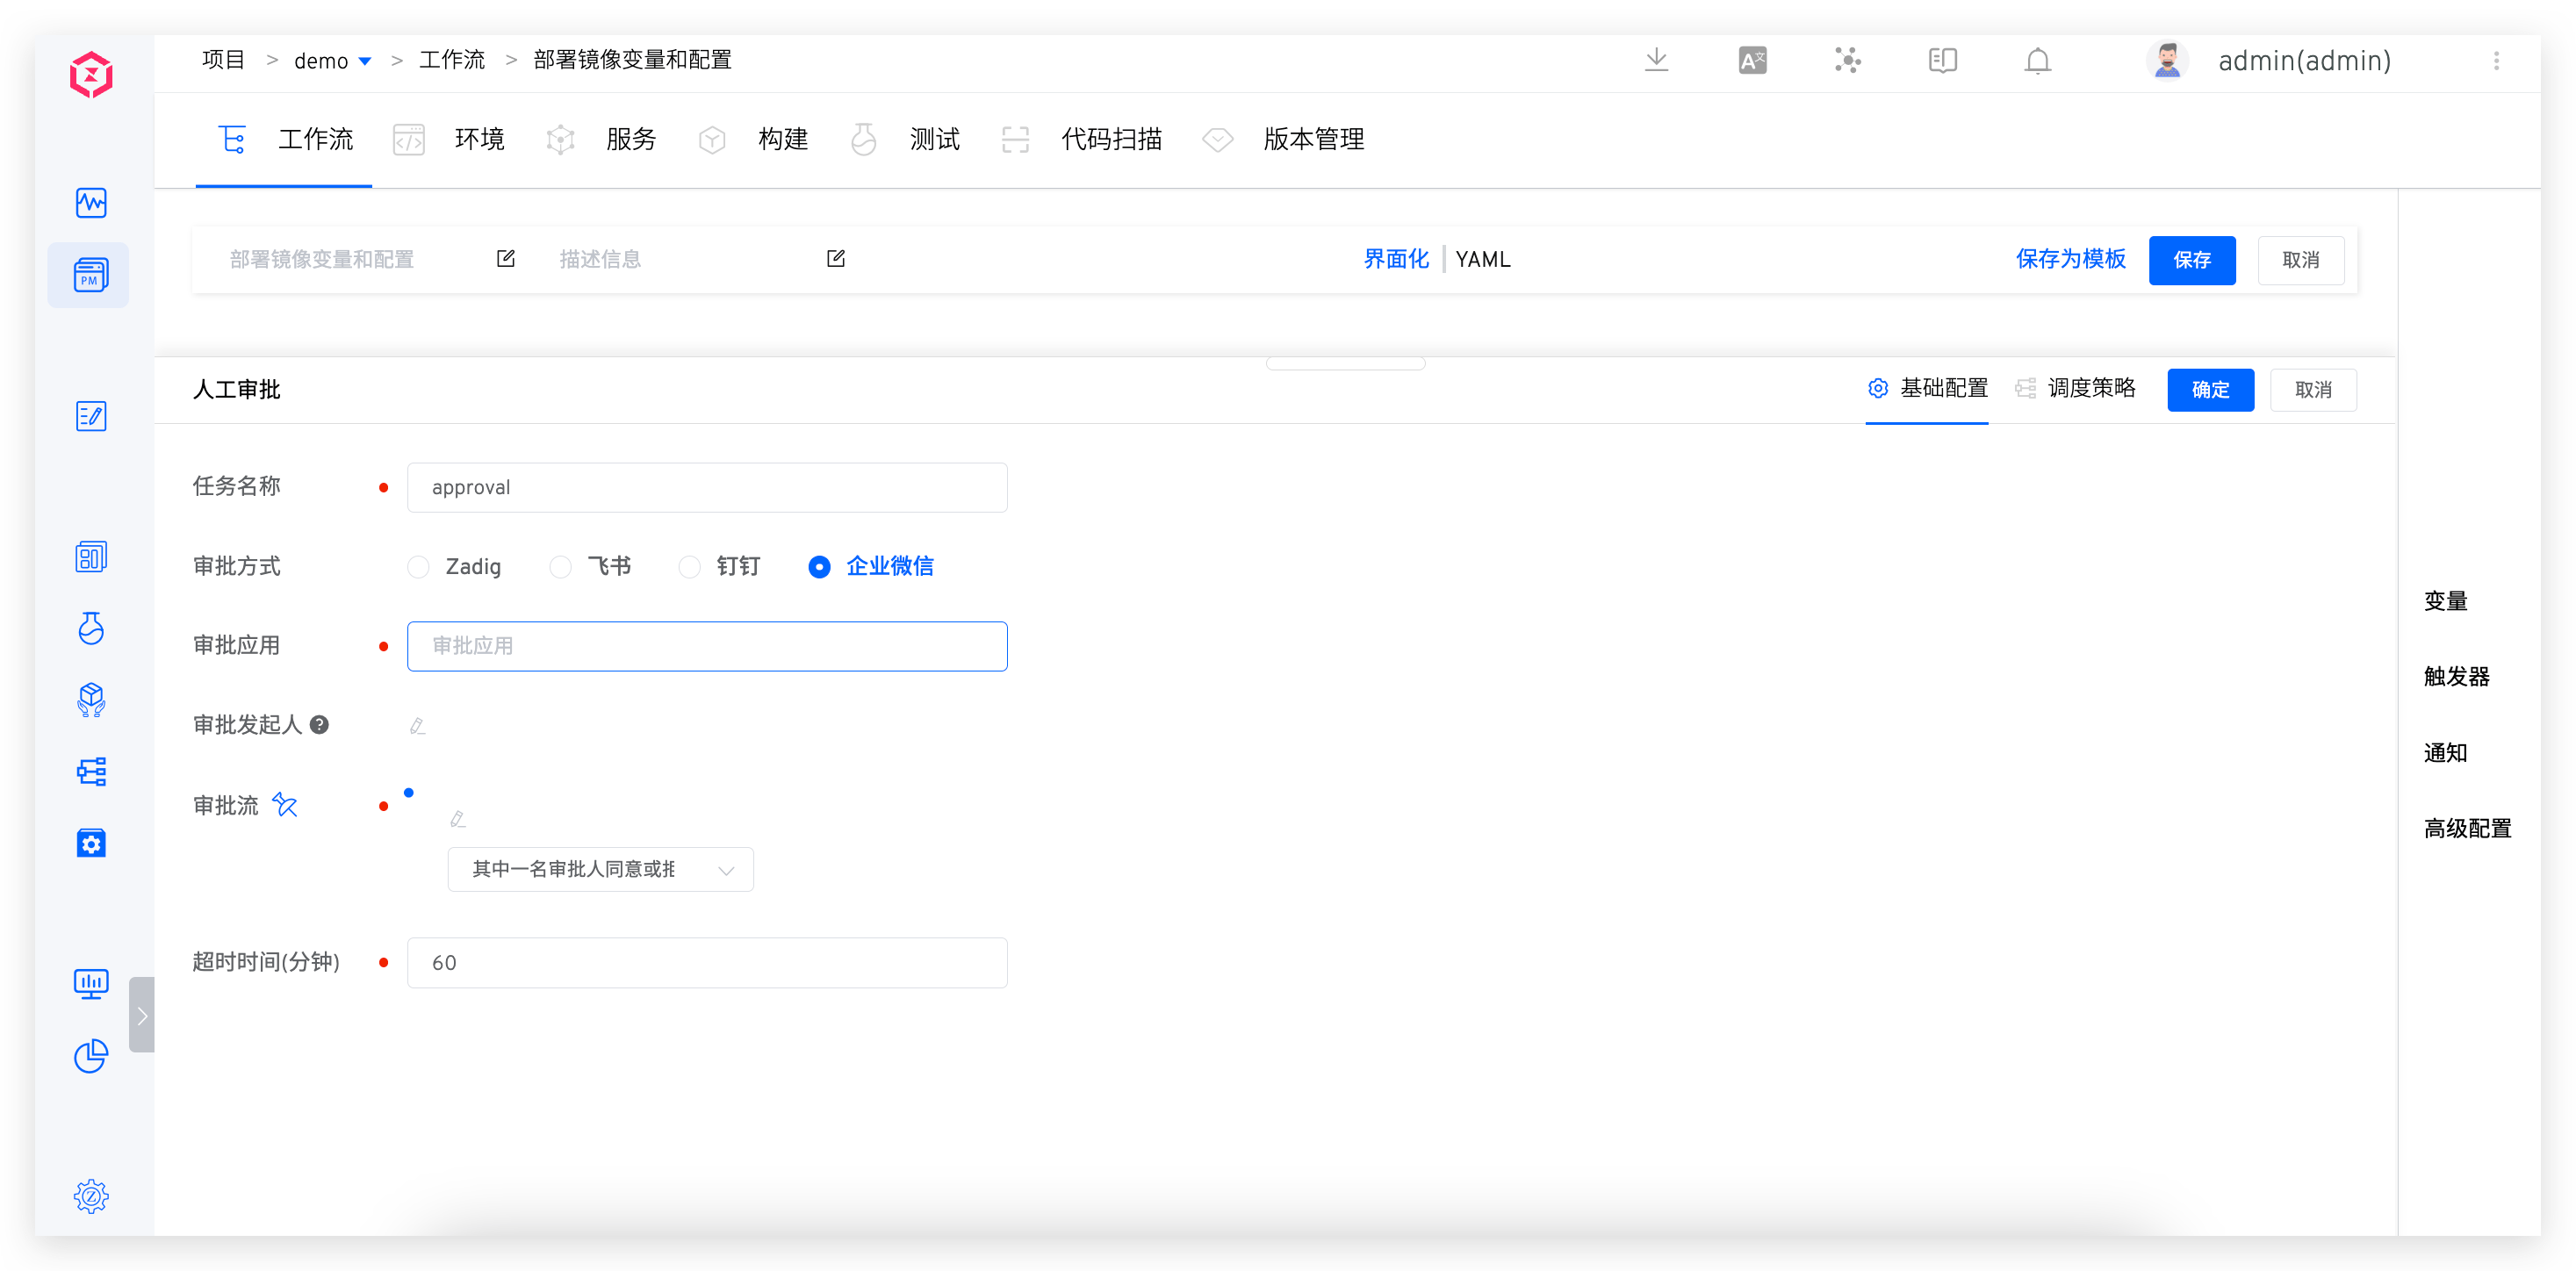 项目 > demo > 工作流 > 部署镜像变量和配置
admin(admin)
工作流 环境 服务 构建 测试 代码扫描 版本管理
部署镜像变量和配置 描述信息 界面化 YAML 保存为模板 保存 取消
人工审批 基础配置 调度策略 确定 取消
任务名称 approval
审批方式 Zadig 飞书 钉钉 企业微信
审批应用 审批应用
审批发起人
审批流
其中一名审批人同意或
超时时间(分钟) 60
变量
触发器
通知
高级配置
PM